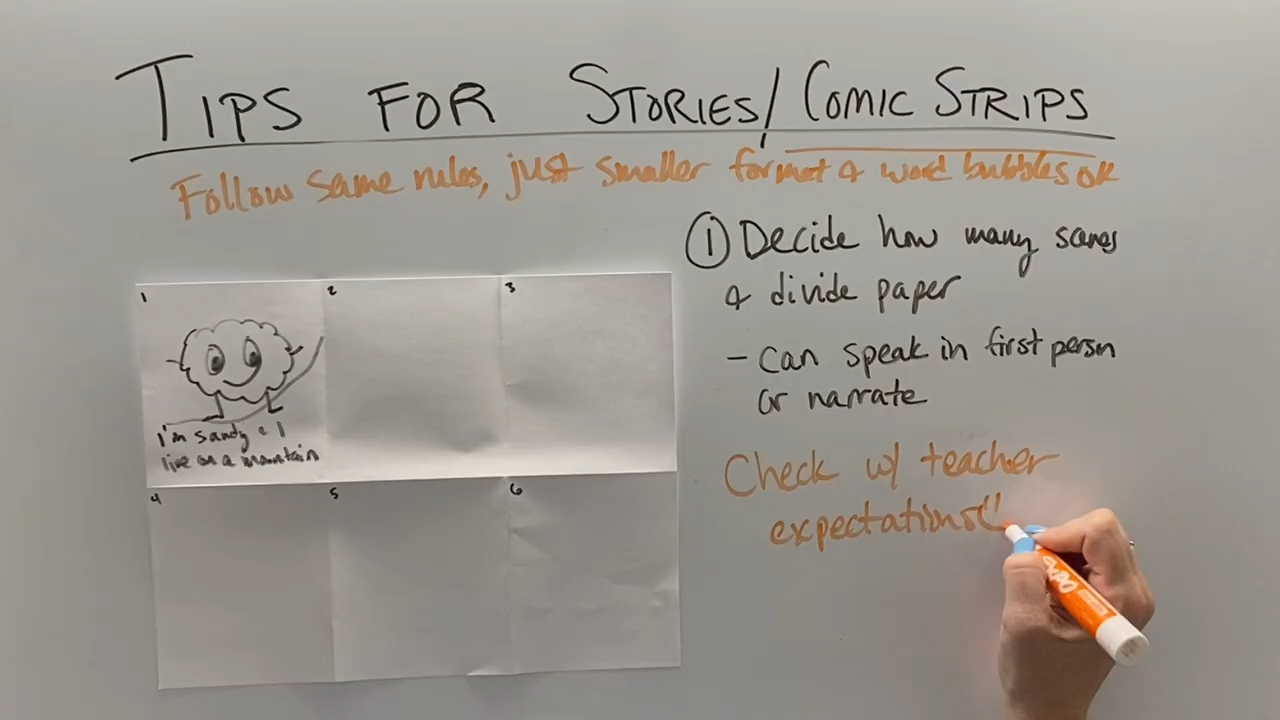 TIPS FOR STORIES/COMIC STRIPS
Follow same rules, just smaller format & word bubbles ok
① Decide how many scenes
& divide paper
- can speak in first person
or narrate
Check w/ teacher
expectations!!
1
2
3
I'm sandy & I
live on a mountain
4
5
6
EXPO